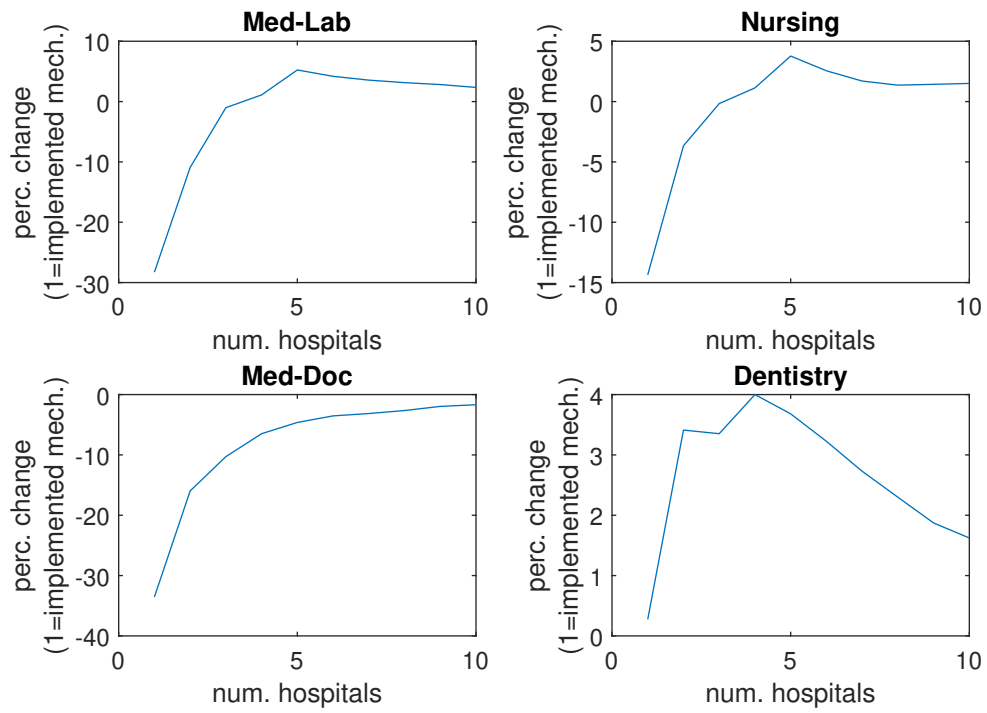 Med-Lab
perc. change
(1=implemented mech.)
10
0
-10
-20
-30
0
5
10
num. hospitals
Nursing
perc. change
(1=implemented mech.)
5
0
-5
-10
-15
0
5
10
num. hospitals
Med-Doc
perc. change
(1=implemented mech.)
0
-10
-20
-30
-40
0
5
10
num. hospitals
Dentistry
perc. change
(1=implemented mech.)
4
3
2
1
0
0
5
10
num. hospitals